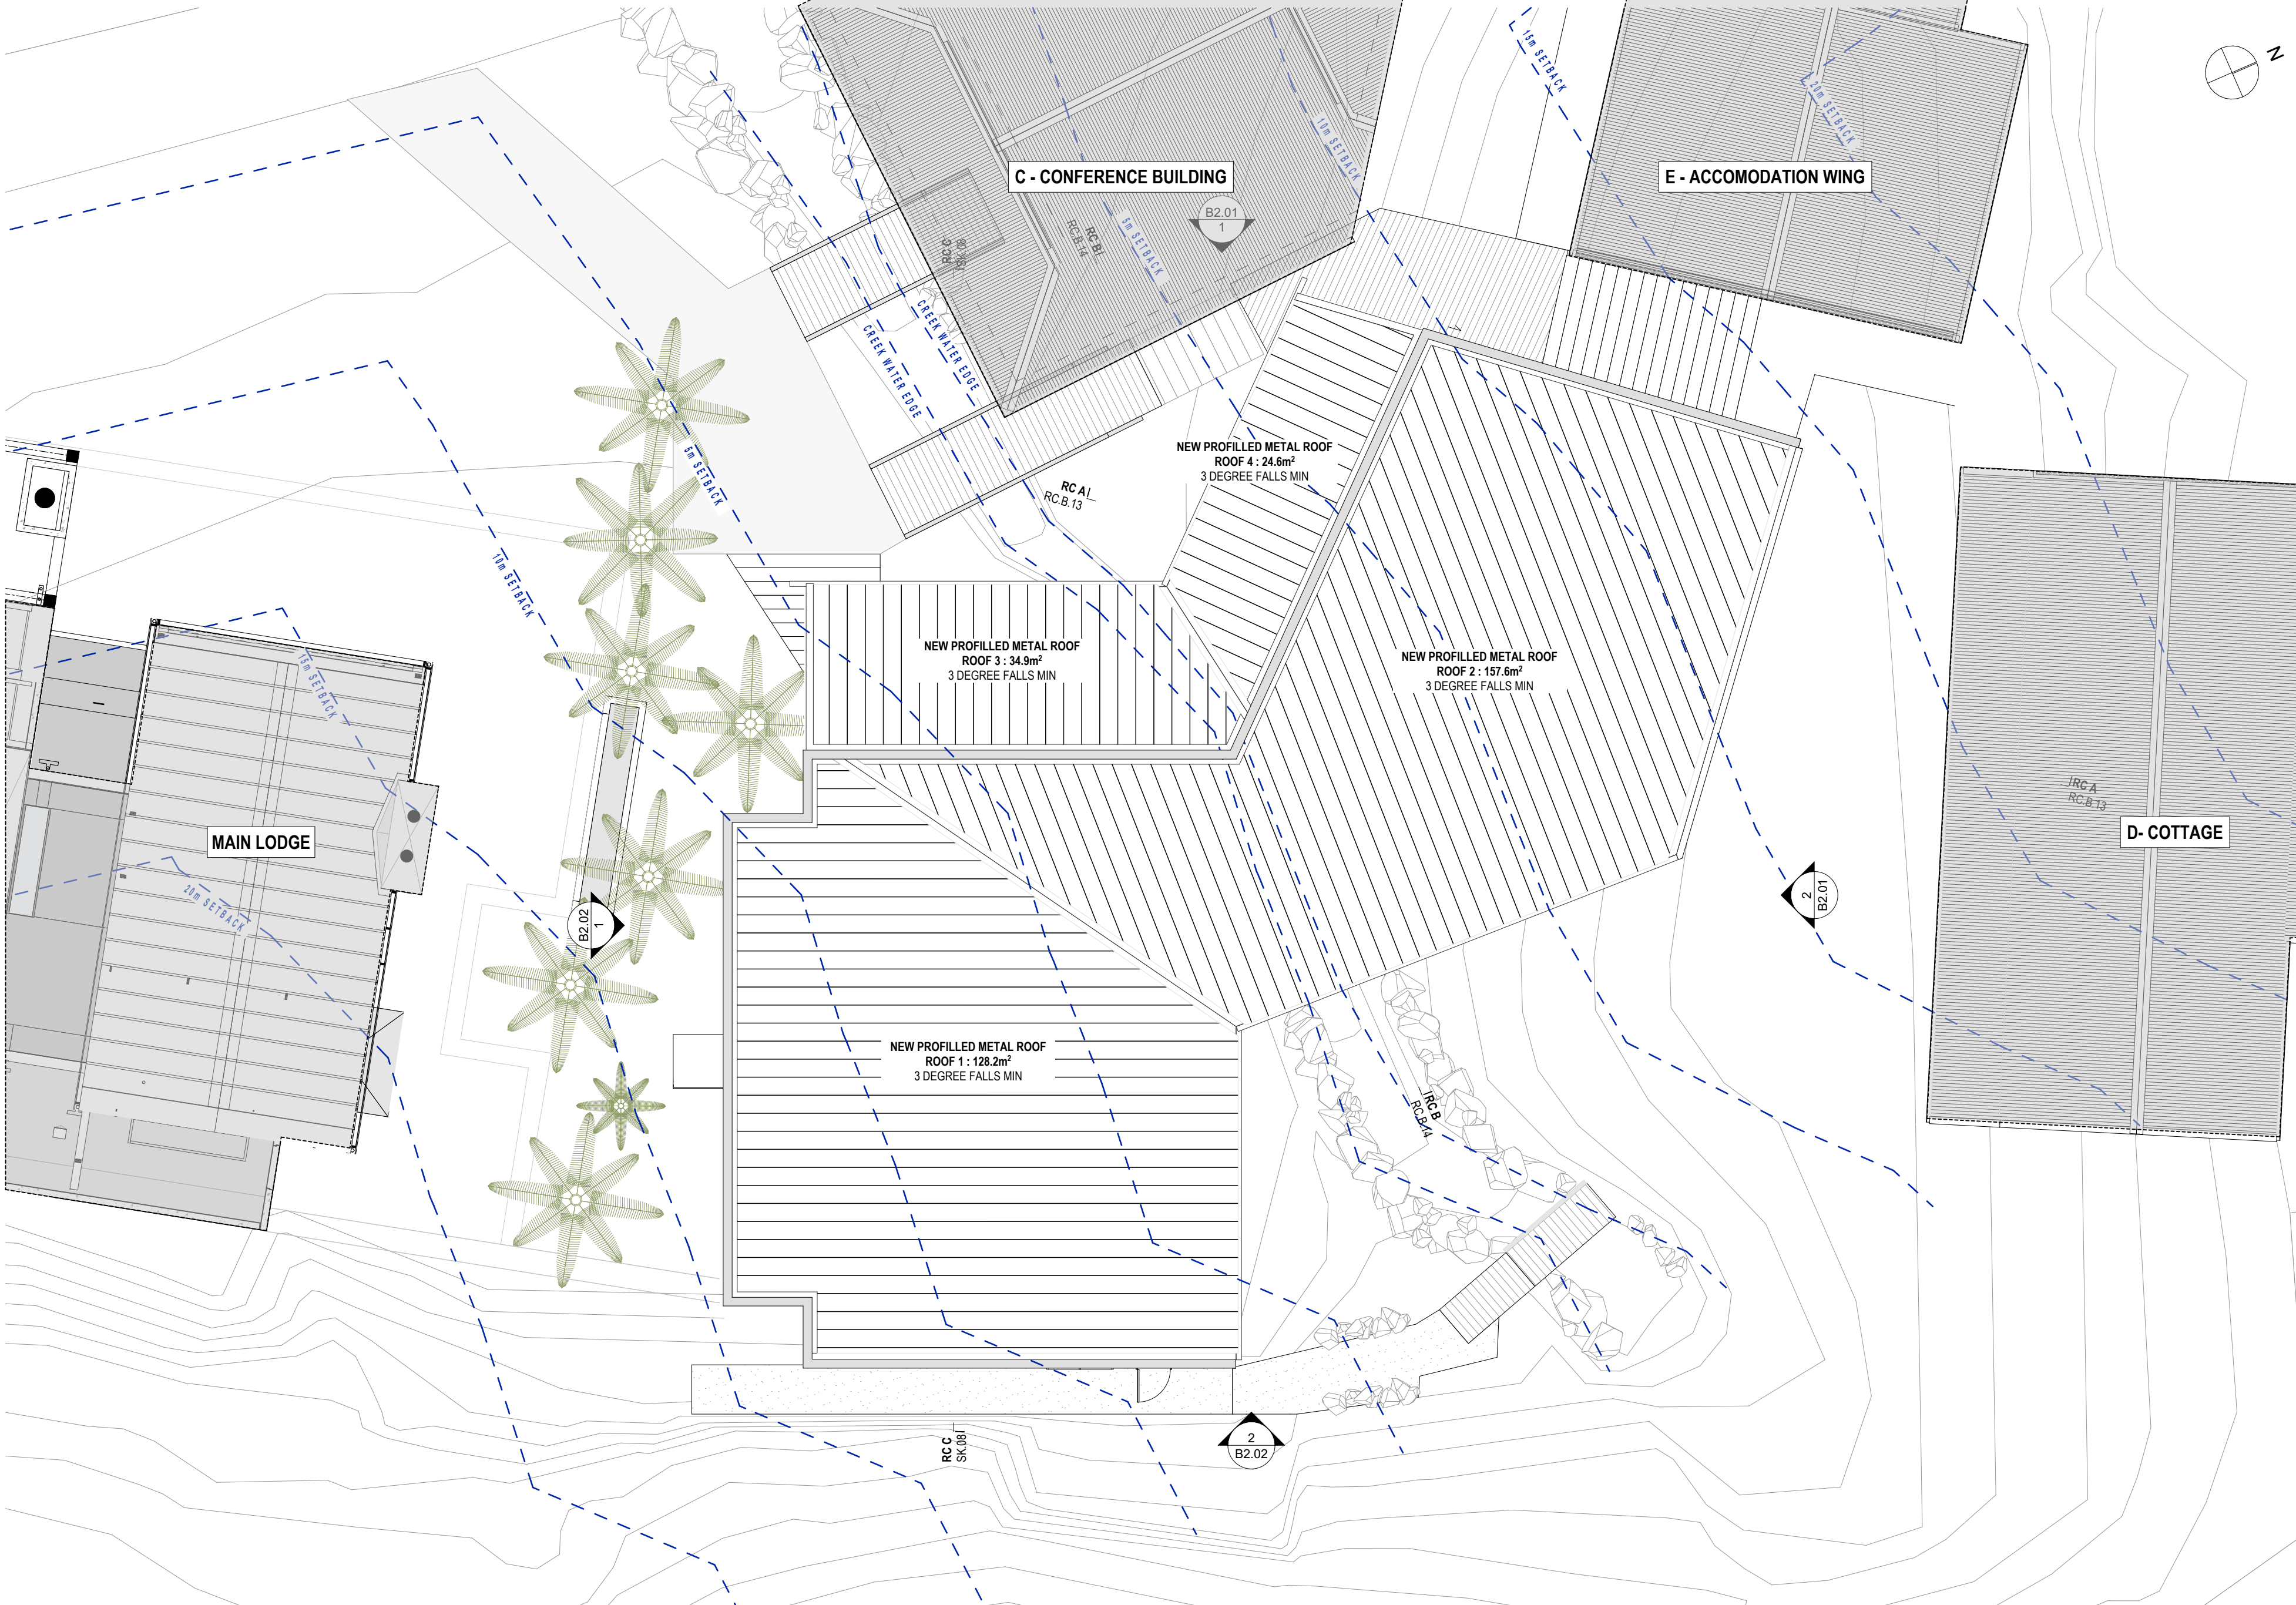 N
15m SETBACK
20m SETBACK
10m SETBACK
C - CONFERENCE BUILDING
E - ACCOMODATION WING
B2.01
1
RC C
SK.08
RC B
RC.B.14
5m SETBACK
CREEK WATER EDGE
CREEK WATER EDGE
NEW PROFILLED METAL ROOF
ROOF 4 : 24.6m²
3 DEGREE FALLS MIN
5m SETBACK
RC A
RC.B.13
10m SETBACK
NEW PROFILLED METAL ROOF
ROOF 3 : 34.9m²
3 DEGREE FALLS MIN
NEW PROFILLED METAL ROOF
ROOF 2 : 157.6m²
3 DEGREE FALLS MIN
15m SETBACK
RC A
RC.B.13
MAIN LODGE
D- COTTAGE
20m SETBACK
B2.02
1
2
B2.01
NEW PROFILLED METAL ROOF
ROOF 1 : 128.2m²
3 DEGREE FALLS MIN
RC B
RC.B.14
RC C
SK.08
2
B2.02